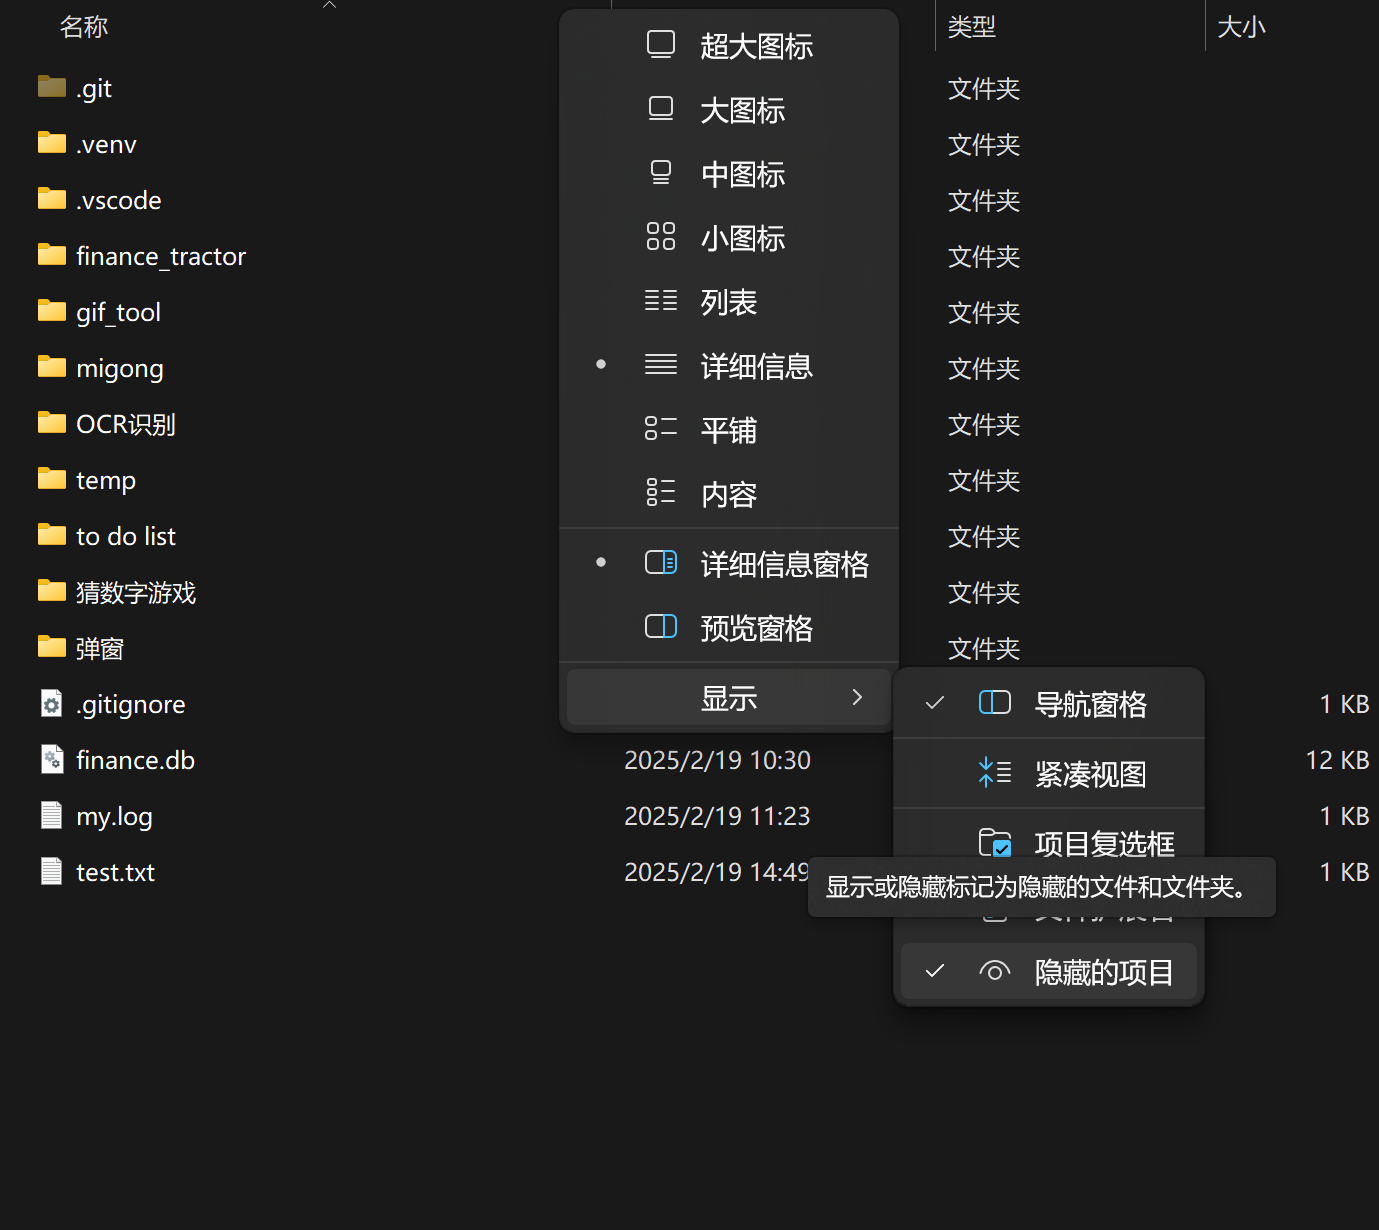 名称
类型
大小
.git
文件夹
.venv
文件夹
.vscode
文件夹
finance_tractor
文件夹
gif_tool
文件夹
migong
文件夹
OCR识别
文件夹
temp
文件夹
to do list
文件夹
猜数字游戏
文件夹
弹窗
文件夹
.gitignore
1 KB
finance.db
2025/2/19 10:30
12 KB
my.log
2025/2/19 11:23
1 KB
test.txt
2025/2/19 14:49
1 KB
超大图标
大图标
中图标
小图标
列表
详细信息
平铺
内容
详细信息窗格
预览窗格
显示
导航窗格
紧凑视图
项目复选框
显示或隐藏标记为隐藏的文件和文件夹。
隐藏的项目